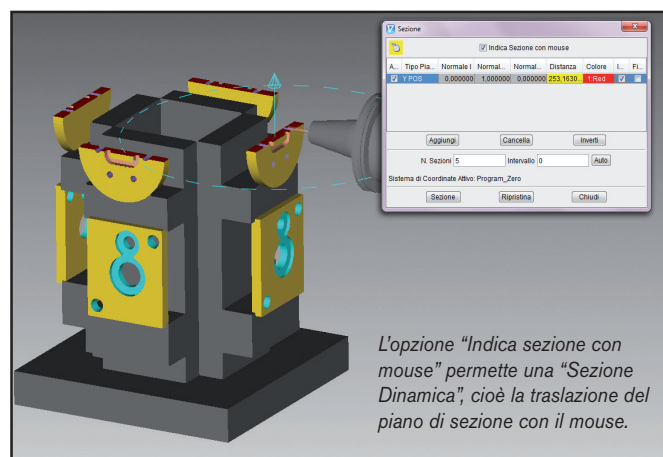 Sezione
Indica Sezione con mouse
A... Tipo Pia... Normale I Normal... Normal... Distanza Colore I... Fi...
Y POS 0,000000 1,000000 0,000000 253,1630... 1:Red
Aggiungi Cancella Inverti
N. Sezioni 5 Intervallo 0 Auto
Sistema di Coordinate Attivo: Program_Zero
Sezione Ripristina Chiudi
8
L'opzione “Indica sezione con
mouse” permette una “Sezione
Dinamica”, cioè la traslazione del
piano di sezione con il mouse.